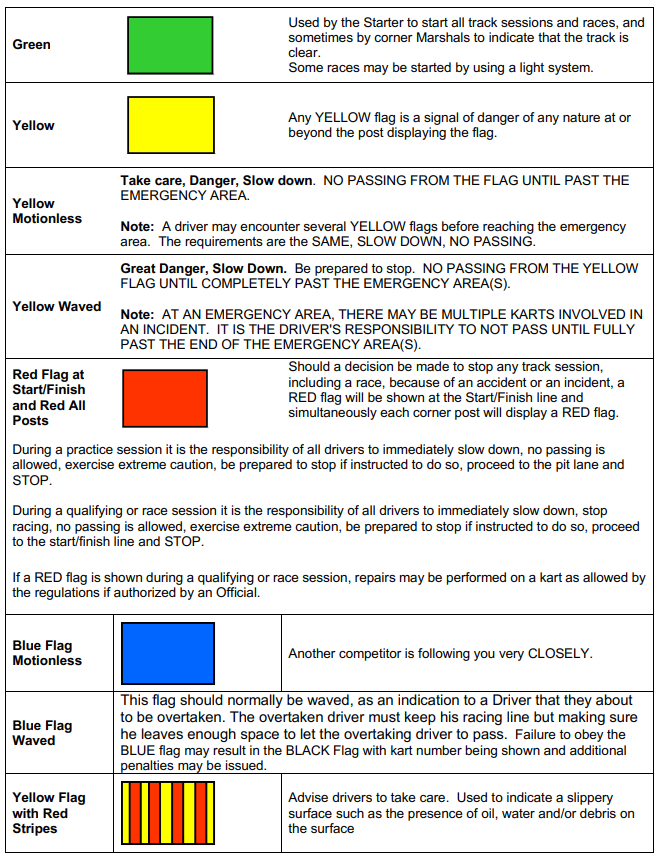 Green
Used by the Starter to start all track sessions and races, and
sometimes by corner Marshals to indicate that the track is
clear.
Some races may be started by using a light system.
Yellow
Any YELLOW flag is a signal of danger of any nature at or
beyond the post displaying the flag.
Yellow
Motionless
Take care, Danger, Slow down. NO PASSING FROM THE FLAG UNTIL PAST THE
EMERGENCY AREA.
Note: A driver may encounter several YELLOW flags before reaching the emergency
area. The requirements are the SAME, SLOW DOWN, NO PASSING.
Yellow Waved
Great Danger, Slow Down. Be prepared to stop. NO PASSING FROM THE YELLOW
FLAG UNTIL COMPLETELY PAST THE EMERGENCY AREA(S).
Note: AT AN EMERGENCY AREA, THERE MAY BE MULTIPLE KARTS INVOLVED IN
AN INCIDENT. IT IS THE DRIVER'S RESPONSIBILITY TO NOT PASS UNTIL FULLY
PAST THE END OF THE EMERGENCY AREA(S).
Red Flag at
Start/Finish
and Red All
Posts
Should a decision be made to stop any track session,
including a race, because of an accident or an incident, a
RED flag will be shown at the Start/Finish line and
simultaneously each corner post will display a RED flag.
During a practice session it is the responsibility of all drivers to immediately slow down, no passing is
allowed, exercise extreme caution, be prepared to stop if instructed to do so, proceed to the pit lane and
STOP.
During a qualifying or race session it is the responsibility of all drivers to immediately slow down, stop
racing, no passing is allowed, exercise extreme caution, be prepared to stop if instructed to do so, proceed
to the start/finish line and STOP.
If a RED flag is shown during a qualifying or race session, repairs may be performed on a kart as allowed by
the regulations if authorized by an Official.
Blue Flag
Motionless
Another competitor is following you very CLOSELY.
Blue Flag
Waved
This flag should normally be waved, as an indication to a Driver that they about
to be overtaken. The overtaken driver must keep his racing line but making sure
he leaves enough space to let the overtaking driver to pass. Failure to obey the
BLUE flag may result in the BLACK Flag with kart number being shown and additional
penalties may be issued.
Yellow Flag
with Red
Stripes
Advise drivers to take care. Used to indicate a slippery
surface such as the presence of oil, water and/or debris on
the surface